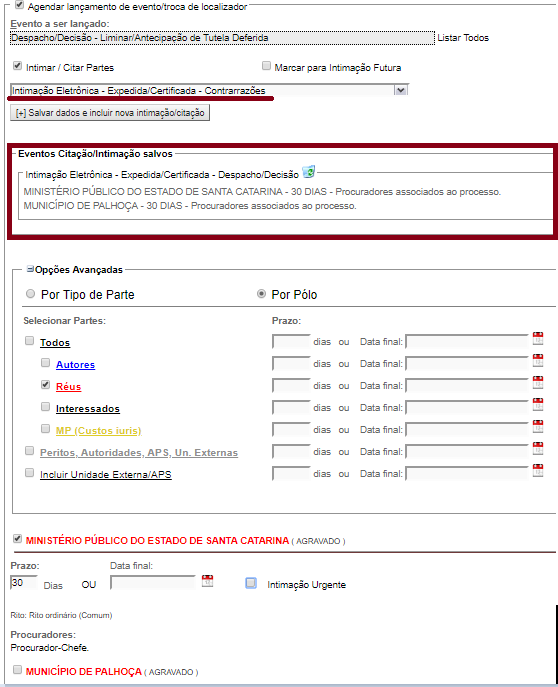 Agendar lançamento de evento/troca de localizador
Evento a ser lançado:
Despacho/Decisão - Liminar/Antecipação de Tutela Deferida Listar Todos
Intimar / Citar Partes Marcar para Intimação Futura
Intimação Eletrônica - Expedida/Certificada - Contrarrazões
[+] Salvar dados e incluir nova intimação/citação
Eventos Citação/Intimação salvos
Intimação Eletrônica - Expedida/Certificada - Despacho/Decisão
MINISTÉRIO PÚBLICO DO ESTADO DE SANTA CATARINA - 30 DIAS - Procuradores associados ao processo.
MUNICÍPIO DE PALHOÇA - 30 DIAS - Procuradores associados ao processo.
Opções Avançadas
Por Tipo de Parte Por Pólo
Selecionar Partes: Prazo:
Todos dias ou Data final:
Autores dias ou Data final:
Réus dias ou Data final:
Interessados dias ou Data final:
MP (Custos iuris) dias ou Data final:
Peritos, Autoridades, APS, Un. Externas dias ou Data final:
Incluir Unidade Externa/APS dias ou Data final:
MINISTÉRIO PÚBLICO DO ESTADO DE SANTA CATARINA ( AGRAVADO )
Prazo: Data final:
30 Dias OU Intimação Urgente
Rito: Rito ordinário (Comum)
Procuradores:
Procurador-Chefe.
MUNICÍPIO DE PALHOÇA ( AGRAVADO )